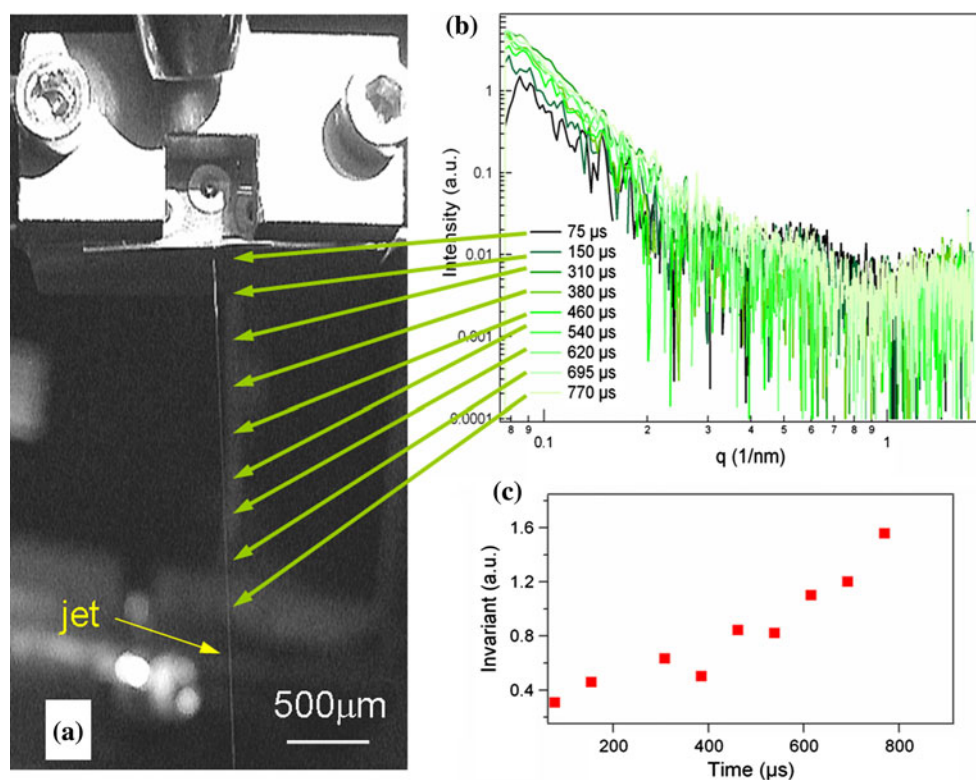 (a)
jet
500μm
(b)
Intensity (a.u.)
1
0.1
0.01
0.001
0.0001
75 μs
150 μs
310 μs
380 μs
460 μs
540 μs
620 μs
695 μs
770 μs
8 9 0.1 2 3 4 5 6 7 8 9 1
q (1/nm)
(c)
Invariant (a.u.)
1.6
1.2
0.8
0.4
200 400 600 800
Time (μs)